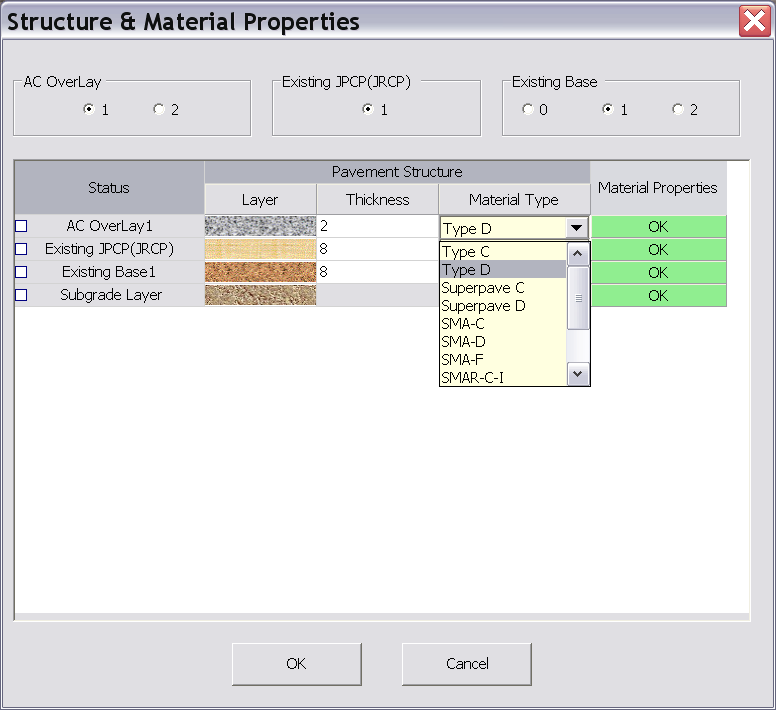 Structure & Material Properties
AC OverLay
1 2
Existing JPCP(JRCP)
1
Existing Base
0 1 2
Status
Pavement Structure
Material Properties
Layer Thickness Material Type
AC OverLay1 2 Type D OK
Existing JPCP(JRCP) 8 OK
Existing Base1 8 OK
Subgrade Layer OK
Type C
Type D
Superpave C
Superpave D
SMA-C
SMA-D
SMA-F
SMAR-C-I
OK Cancel